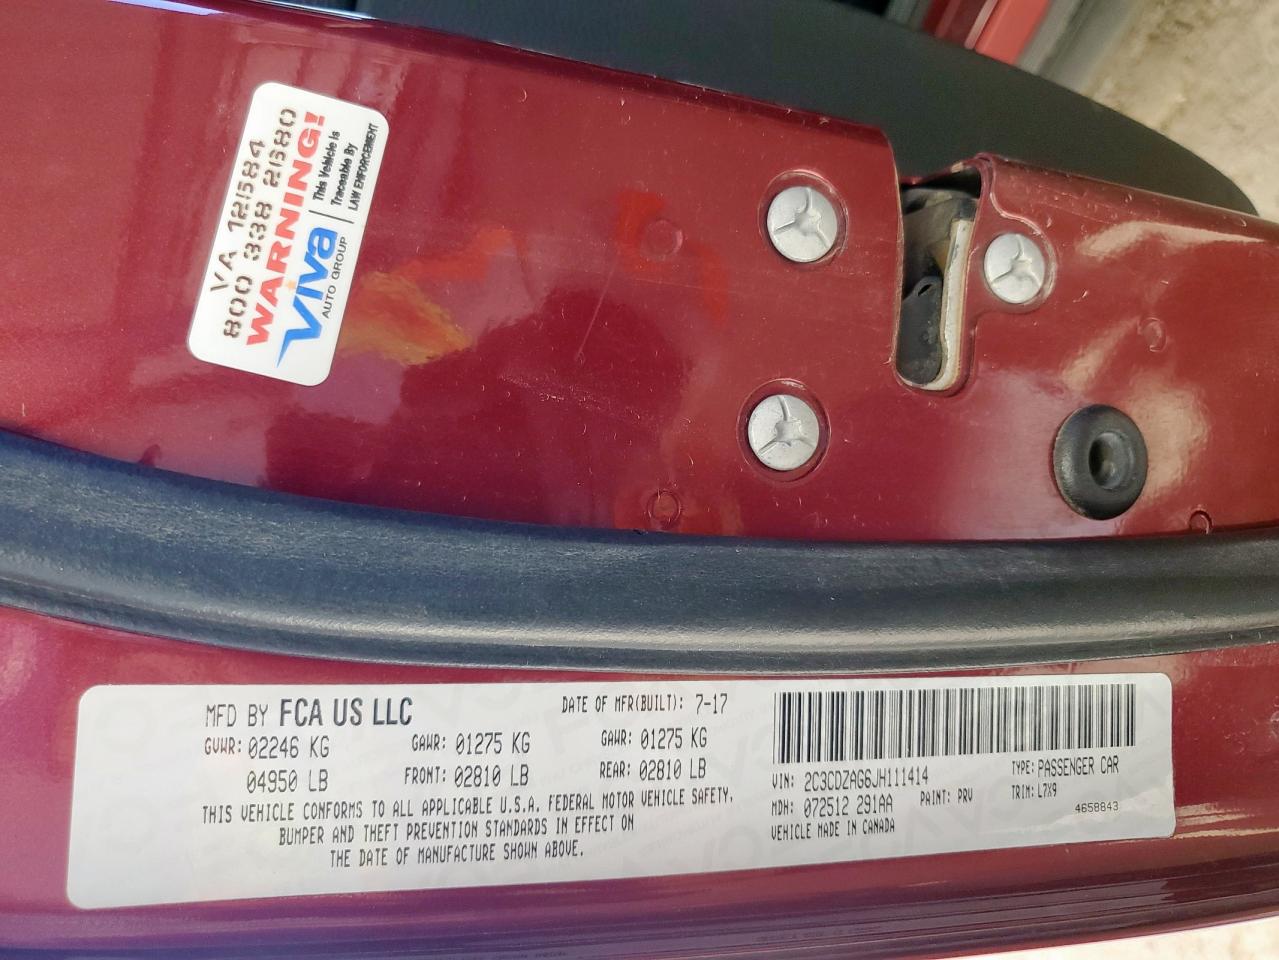 VA 12584
800 338 2680
WARNING!
viva
AUTO GROUP
This Vehicle is
Traceable By
LAW ENFORCEMENT
MFD BY FCA US LLC
DATE OF MFR(BUILT): 7-17
GVWR: 02246 KG GAWR: 01275 KG GAWR: 01275 KG
04950 LB FRONT: 02810 LB REAR: 02810 LB
THIS VEHICLE CONFORMS TO ALL APPLICABLE U.S.A. FEDERAL MOTOR VEHICLE SAFETY,
BUMPER AND THEFT PREVENTION STANDARDS IN EFFECT ON
THE DATE OF MANUFACTURE SHOWN ABOVE.
VIN: 2C3CDZAG6JH111414 TYPE: PASSENGER CAR
MDH: 072512 291AA PAINT: PRV TRIM: L7X9
VEHICLE MADE IN CANADA 4658843